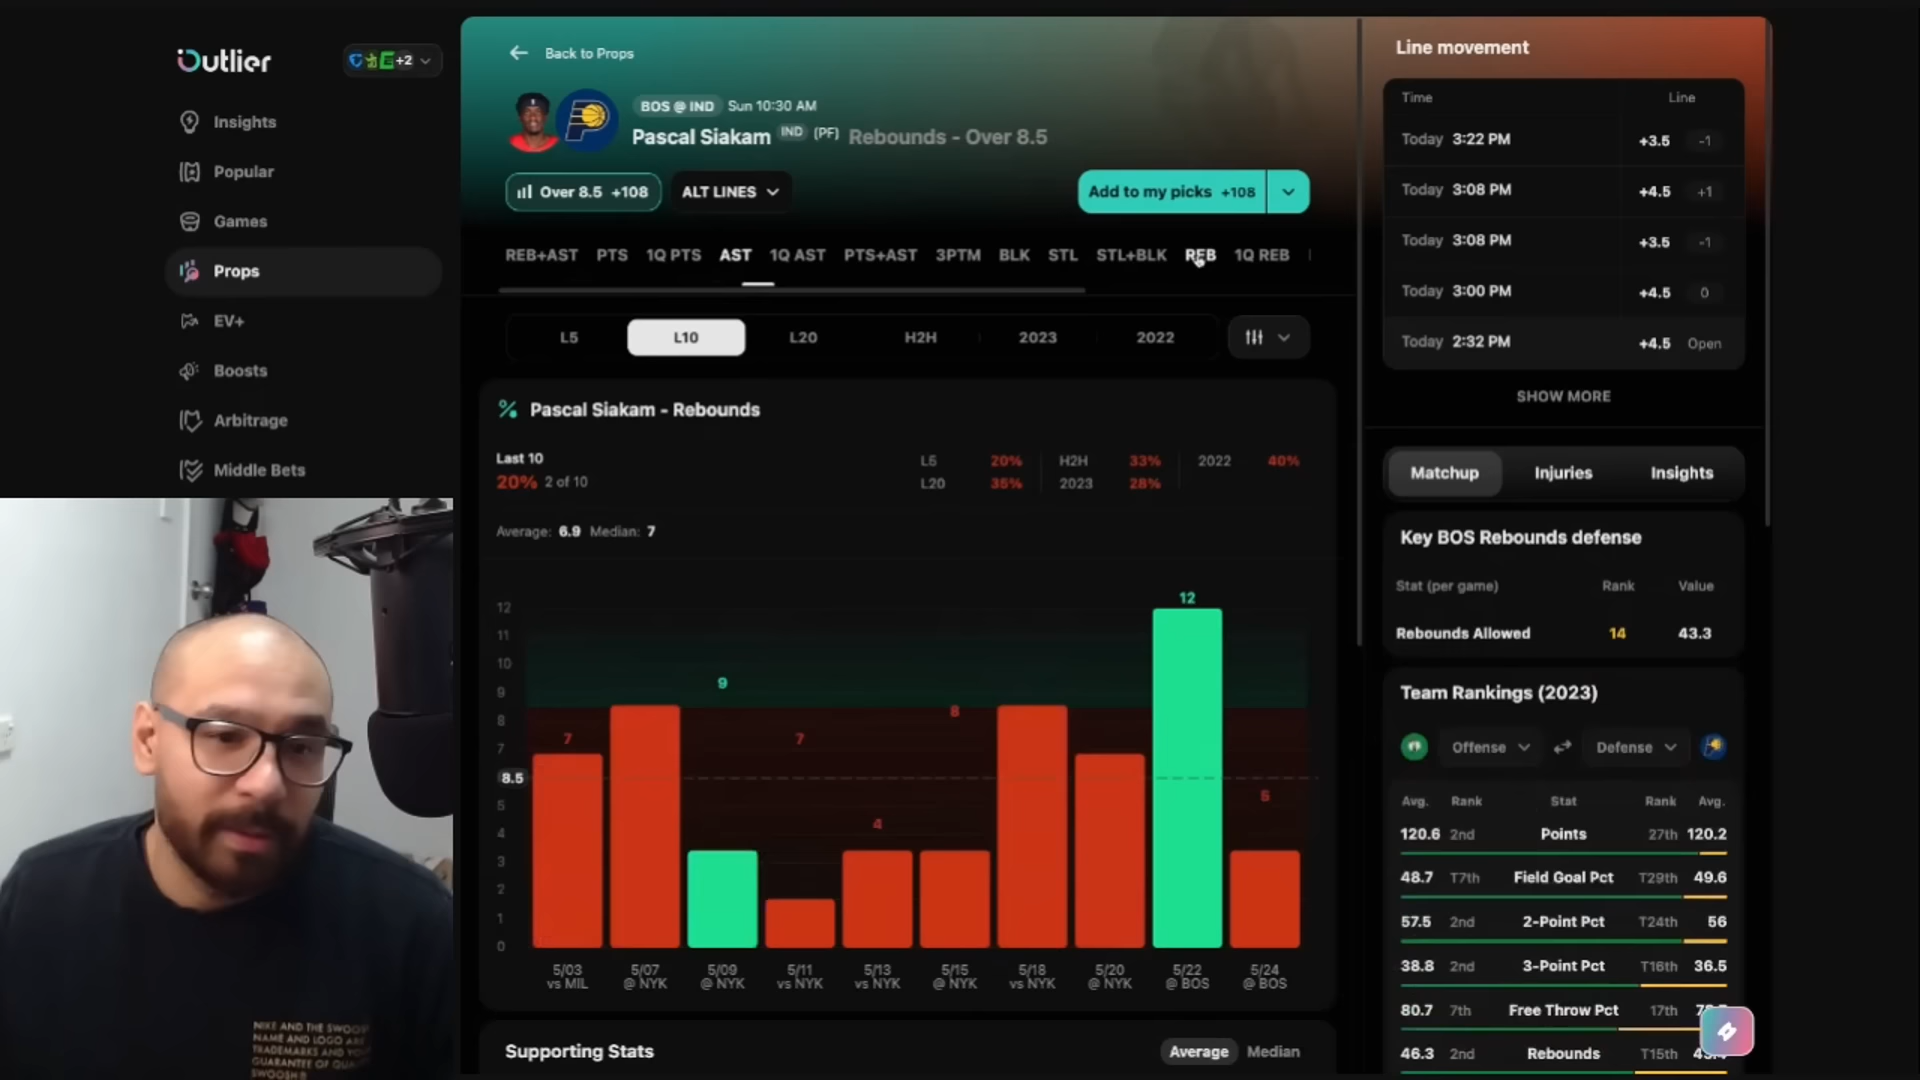 Outlier
+2
Insights
Popular
Games
Props
EV+
Boosts
Arbitrage
Middle Bets
Back to Props
BOS @ IND Sun 10:30 AM
Pascal Siakam IND (PF) Rebounds - Over 8.5
Over 8.5 +108 ALT LINES
Add to my picks +108
REB+AST PTS 1Q PTS AST 1Q AST PTS+AST 3PTM BLK STL STL+BLK REB 1Q REB
L5 L10 L20 H2H 2023 2022
Pascal Siakam - Rebounds
Last 10
20% 2 of 10
L5 20% H2H 33% 2022 40%
L20 35% 2023 28%
Average: 6.9 Median: 7
12
11
10
9
8
7
8.5
5
4
3
2
1
0
7
9
7
4
8
12
5
5/03 vs MIL
5/07 @ NYK
5/09 @ NYK
5/11 vs NYK
5/13 vs NYK
5/15 @ NYK
5/18 vs NYK
5/20 @ NYK
5/22 @ BOS
5/24 @ BOS
Supporting Stats
Average Median
Line movement
Time Line
Today 3:22 PM +3.5 -1
Today 3:08 PM +4.5 +1
Today 3:08 PM +3.5 -1
Today 3:00 PM +4.5 0
Today 2:32 PM +4.5 Open
SHOW MORE
Matchup Injuries Insights
Key BOS Rebounds defense
Stat (per game) Rank Value
Rebounds Allowed 14 43.3
Team Rankings (2023)
Offense Defense
Avg. Rank Stat Rank Avg.
120.6 2nd Points 27th 120.2
48.7 T7th Field Goal Pct T29th 49.6
57.5 2nd 2-Point Pct T24th 56
38.8 2nd 3-Point Pct T16th 36.5
80.7 7th Free Throw Pct 17th
46.3 2nd Rebounds T15th
NIKE AND THE SWOOSH
NAME AND LOGO ARE
TRADEMARKS AND
GUARANTEE OF
SWOOSH®